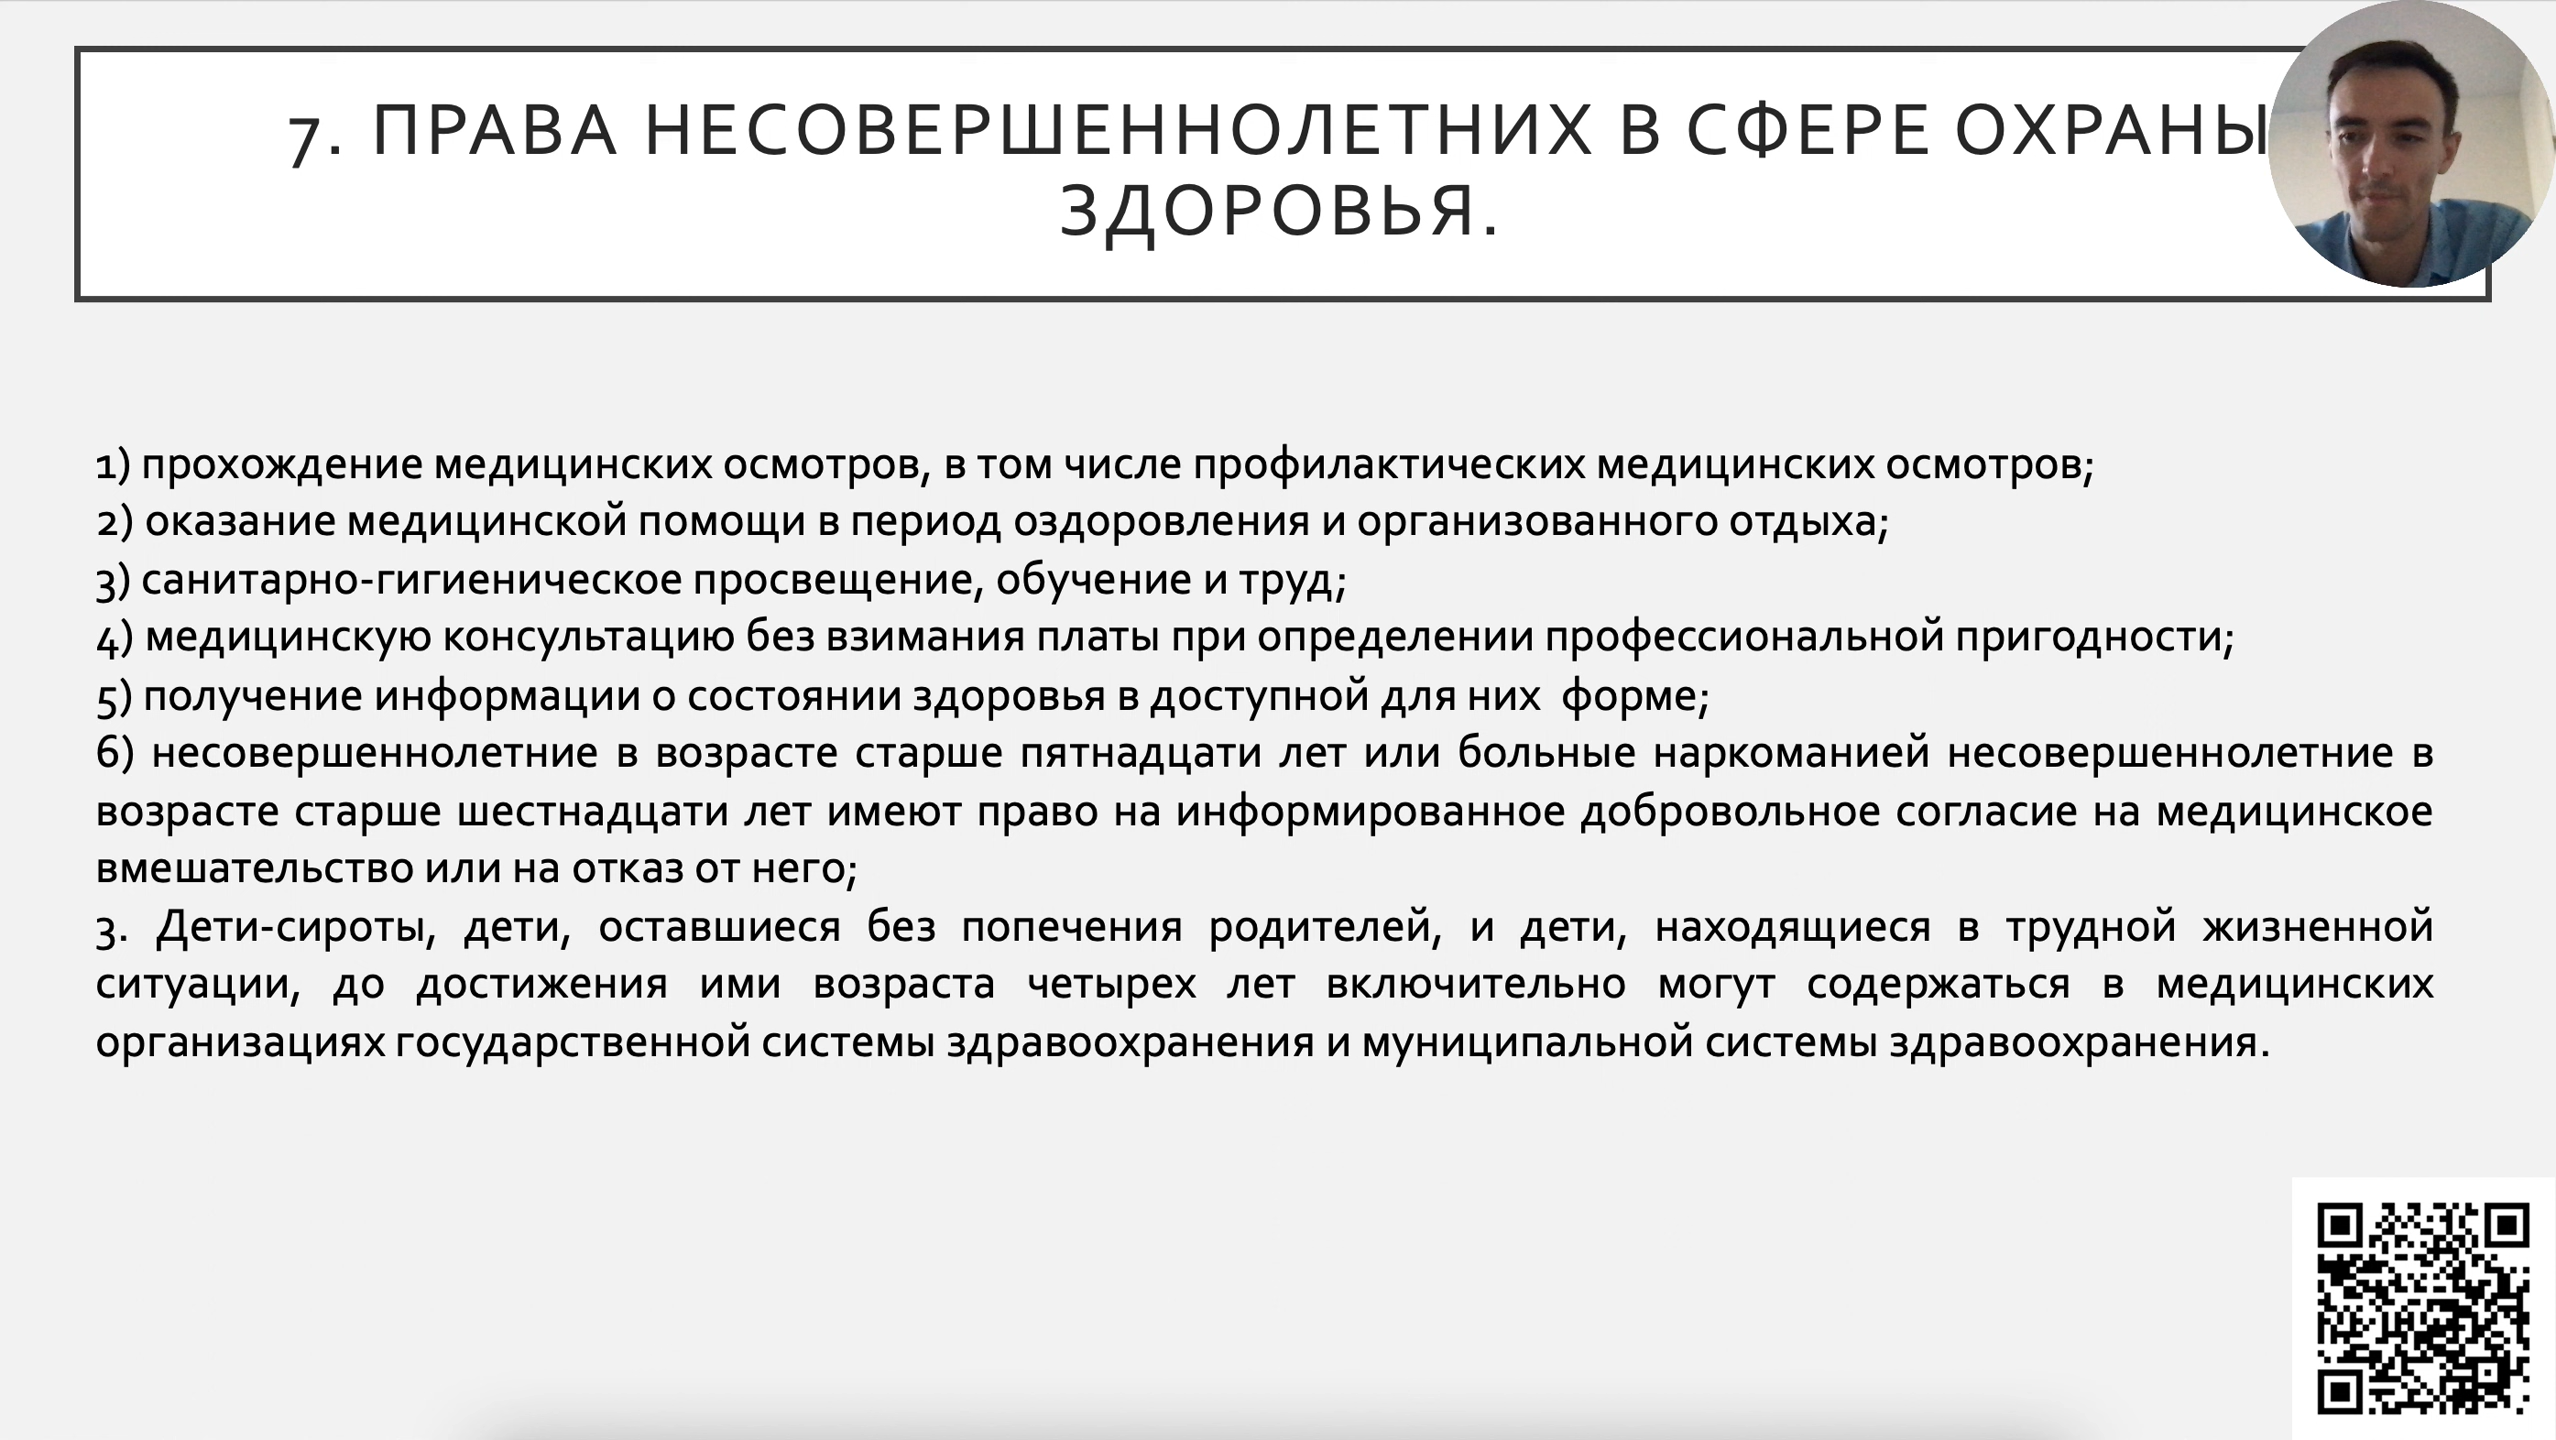 7. ПРАВА НЕСОВЕРШЕННОЛЕТНИХ В СФЕРЕ ОХРАНЫ
ЗДОРОВЬЯ.
1) прохождение медицинских осмотров, в том числе профилактических медицинских осмотров;
2) оказание медицинской помощи в период оздоровления и организованного отдыха;
3) санитарно-гигиеническое просвещение, обучение и труд;
4) медицинскую консультацию без взимания платы при определении профессиональной пригодности;
5) получение информации о состоянии здоровья в доступной для них  форме;
6) несовершеннолетние в возрасте старше пятнадцати лет или больные наркоманией несовершеннолетние в
возрасте старше шестнадцати лет имеют право на информированное добровольное согласие на медицинское
вмешательство или на отказ от него;
3. Дети-сироты, дети, оставшиеся без попечения родителей, и дети, находящиеся в трудной жизненной
ситуации, до достижения ими возраста четырех лет включительно могут содержаться в медицинских
организациях государственной системы здравоохранения и муниципальной системы здравоохранения.